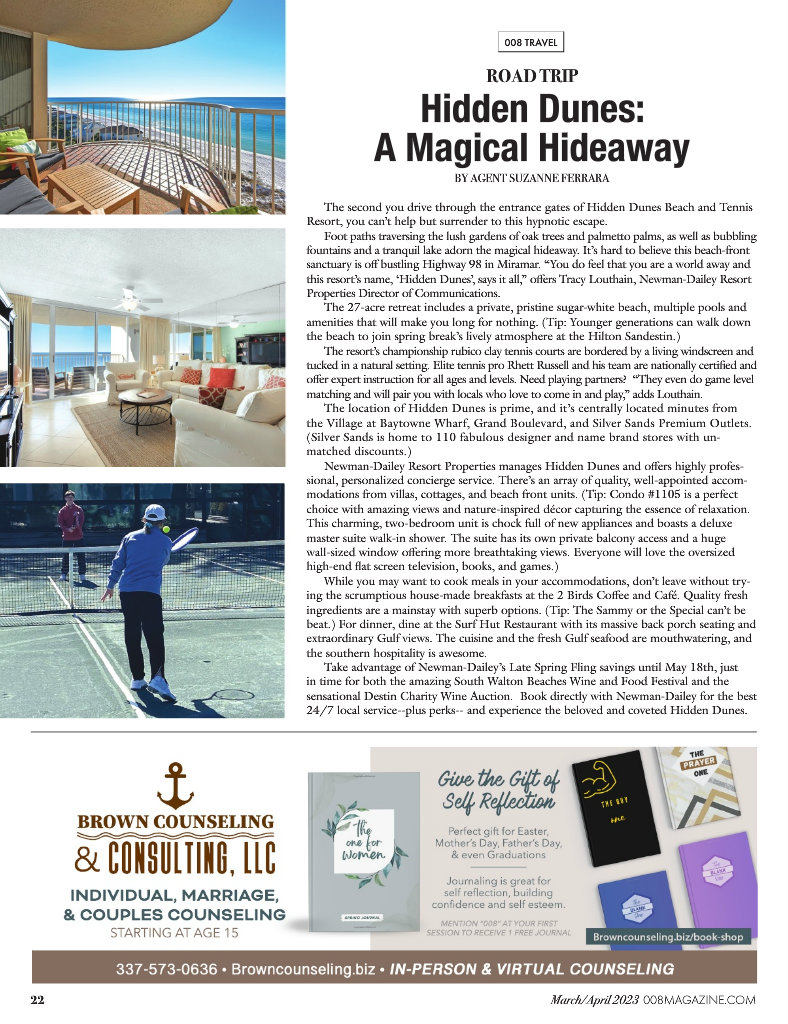 008 TRAVEL
ROAD TRIP
Hidden Dunes:
A Magical Hideaway
BY AGENT SUZANNE FERRARA
The second you drive through the entrance gates of Hidden Dunes Beach and Tennis
Resort, you can't help but surrender to this hypnotic escape.
Foot paths traversing the lush gardens of oak trees and palmetto palms, as well as bubbling
fountains and a tranquil lake adorn the magical hideaway. It's hard to believe this beach-front
sanctuary is off bustling Highway 98 in Miramar. “You do feel that you are a world away and
this resort's name, ‘Hidden Dunes’, says it all,” offers Tracy Louthain, Newman-Dailey Resort
Properties Director of Communications.
The 27-acre retreat includes a private, pristine sugar-white beach, multiple pools and
amenities that will make you long for nothing. (Tip: Younger generations can walk down
the beach to join spring break's lively atmosphere at the Hilton Sandestin.)
The resort's championship rubico clay tennis courts are bordered by a living windscreen and
tucked in a natural setting. Elite tennis pro Rhett Russell and his team are nationally certified and
offer expert instruction for all ages and levels. Need playing partners? “They even do game level
matching and will pair you with locals who love to come in and play,” adds Louthain.
The location of Hidden Dunes is prime, and it's centrally located minutes from
the Village at Baytowne Wharf, Grand Boulevard, and Silver Sands Premium Outlets.
(Silver Sands is home to 110 fabulous designer and name brand stores with un-
matched discounts.)
Newman-Dailey Resort Properties manages Hidden Dunes and offers highly profes-
sional, personalized concierge service. There's an array of quality, well-appointed accom-
modations from villas, cottages, and beach front units. (Tip: Condo #1105 is a perfect
choice with amazing views and nature-inspired décor capturing the essence of relaxation.
This charming, two-bedroom unit is chock full of new appliances and boasts a deluxe
master suite walk-in shower. The suite has its own private balcony access and a huge
wall-sized window offering more breathtaking views. Everyone will love the oversized
high-end flat screen television, books, and games.)
While you may want to cook meals in your accommodations, don't leave without try-
ing the scrumptious house-made breakfasts at the 2 Birds Coffee and Café. Quality fresh
ingredients are a mainstay with superb options. (Tip: The Sammy or the Special can't be
beat.) For dinner, dine at the Surf Hut Restaurant with its massive back porch seating and
extraordinary Gulf views. The cuisine and the fresh Gulf seafood are mouthwatering, and
the southern hospitality is awesome.
Take advantage of Newman-Dailey's Late Spring Fling savings until May 18th, just
in time for both the amazing South Walton Beaches Wine and Food Festival and the
sensational Destin Charity Wine Auction. Book directly with Newman-Dailey for the best
24/7 local service--plus perks-- and experience the beloved and coveted Hidden Dunes.
BROWN COUNSELING
& CONSULTING, LLC
INDIVIDUAL, MARRIAGE,
& COUPLES COUNSELING
STARTING AT AGE 15
The
one for
Women
SPRING JOURNAL
Give the Gift of
Self Reflection
Perfect gift for Easter,
Mother's Day, Father's Day,
& even Graduations
Journaling is great for
self reflection, building
confidence and self esteem.
MENTION "008" AT YOUR FIRST
SESSION TO RECEIVE 1 FREE JOURNAL
THE BOY
one
THE
PRAYER
ONE
The
BLANK
One
The
BLANK
One
Browncounseling.biz/book-shop
337-573-0636 • Browncounseling.biz • IN-PERSON & VIRTUAL COUNSELING
22
March/April 2023 008MAGAZINE.COM